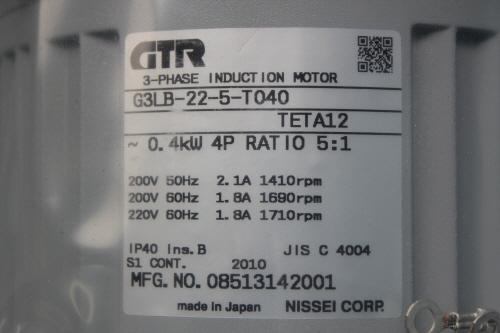 GTR
3-PHASE INDUCTION MOTOR
G3LB-22-5-T040
TETA12
~ 0.4kW 4P RATIO 5:1
200V 50Hz 2.1A 1410rpm
200V 60Hz 1.8A 1690rpm
220V 60Hz 1.8A 1710rpm
IP40 Ins.B JIS C 4004
S1 CONT. 2010
MFG.NO.08513142001
made in Japan NISSEI CORP.